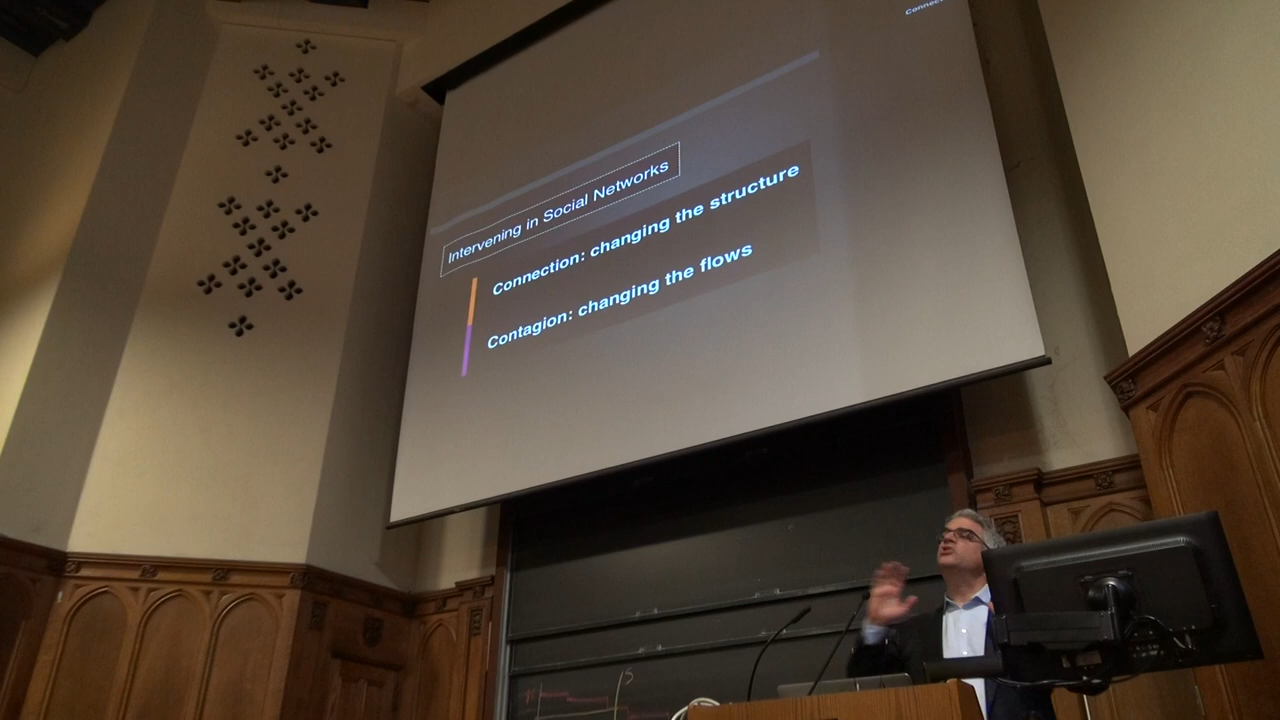 Intervening in Social Networks
Connection: changing the structure
Contagion: changing the flows